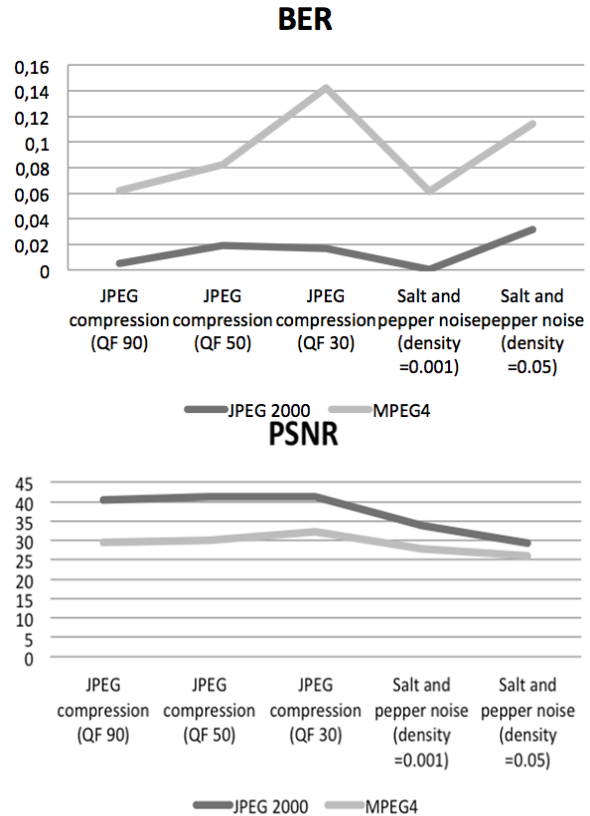 BER
0,16
0,14
0,12
0,1
0,08
0,06
0,04
0,02
0
JPEG compression (QF 90)
JPEG compression (QF 50)
JPEG compression (QF 30)
Salt and pepper noise (density =0.001)
Salt and pepper noise (density =0.05)
JPEG 2000
MPEG4
PSNR
45
40
35
30
25
20
15
10
5
0
JPEG compression (QF 90)
JPEG compression (QF 50)
JPEG compression (QF 30)
Salt and pepper noise (density =0.001)
Salt and pepper noise (density =0.05)
JPEG 2000
MPEG4